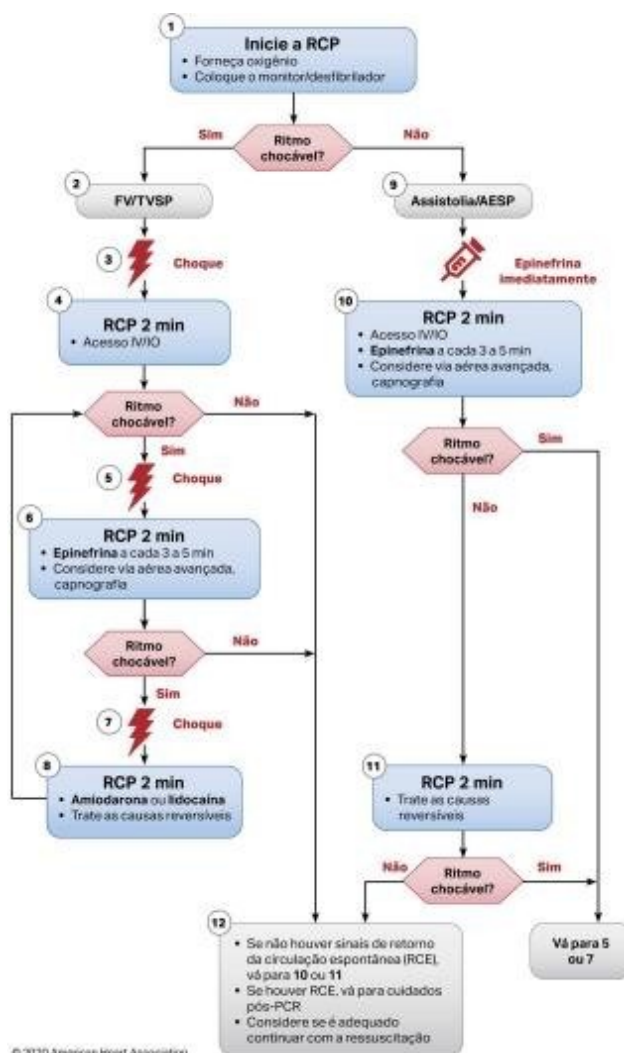 1
Inicie a RCP
• Forneça oxigênio
• Coloque o monitor/desfibrilador
Sim
Ritmo
chocável?
Não
2
FV/TVSP
9
Assistolia/AESP
3
Choque
Epinefrina
imediatamente
4
RCP 2 min
• Acesso IV/IO
10
RCP 2 min
• Acesso IV/IO
• Epinefrina a cada 3 a 5 min
• Considere via aérea avançada,
capnografia
Ritmo
chocável?
Não
Sim
Ritmo
chocável?
Sim
Não
5
Choque
6
RCP 2 min
• Epinefrina a cada 3 a 5 min
• Considere via aérea avançada,
capnografia
Ritmo
chocável?
Não
Sim
7
Choque
8
RCP 2 min
• Amiodarona ou lidocaína
• Trate as causas reversíveis
11
RCP 2 min
• Trate as causas
reversíveis
Não
Ritmo
chocável?
Sim
12
• Se não houver sinais de retorno
da circulação espontânea (RCE),
vá para 10 ou 11
• Se houver RCE, vá para cuidados
pós-PCR
• Considere se é adequado
continuar com a ressuscitação
Vá para 5
ou 7
© 2020 American Heart Association